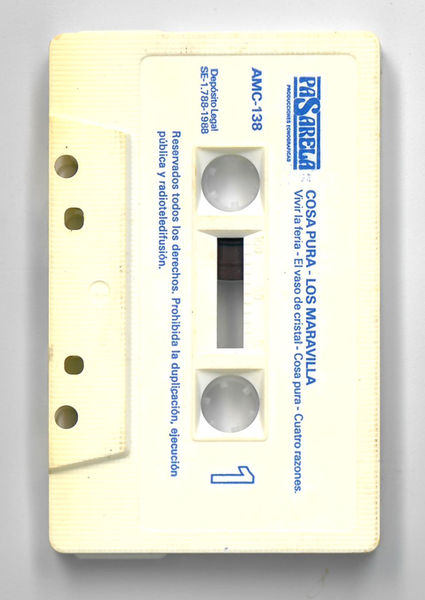 PASARELA
PRODUCCIONES FONOGRAFICAS
COSA PURA - LOS MARAVILLA
Vivir la feria - El vaso de cristal - Cosa pura - Cuatro razones.
AMC-138
Depósito Legal
SE-1.788-1988
1
Reservados todos los derechos. Prohibida la duplicación, ejecución
pública y radioteledifusión.